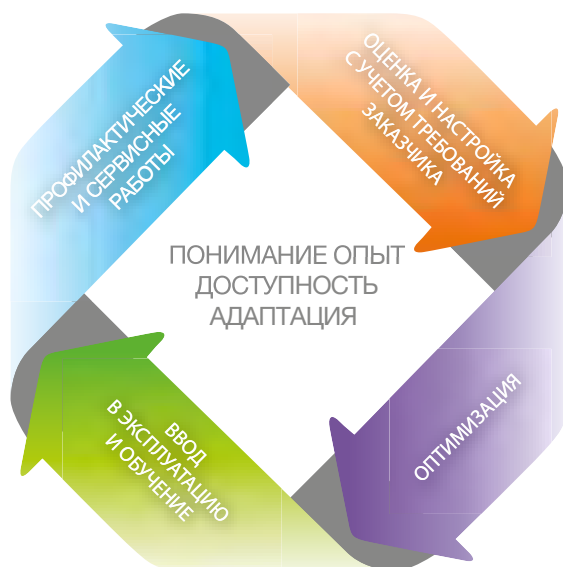 ПРОФИЛАКТИЧЕСКИЕ
И СЕРВИСНЫЕ
РАБОТЫ
ОЦЕНКА И НАСТРОЙКА
С УЧЕТОМ ТРЕБОВАНИЙ
ЗАКАЗЧИКА
ПОНИМАНИЕ ОПЫТ
ДОСТУПНОСТЬ
АДАПТАЦИЯ
ВВОД
В ЭКСПЛУАТАЦИЮ
И ОБУЧЕНИЕ
ОПТИМИЗАЦИЯ